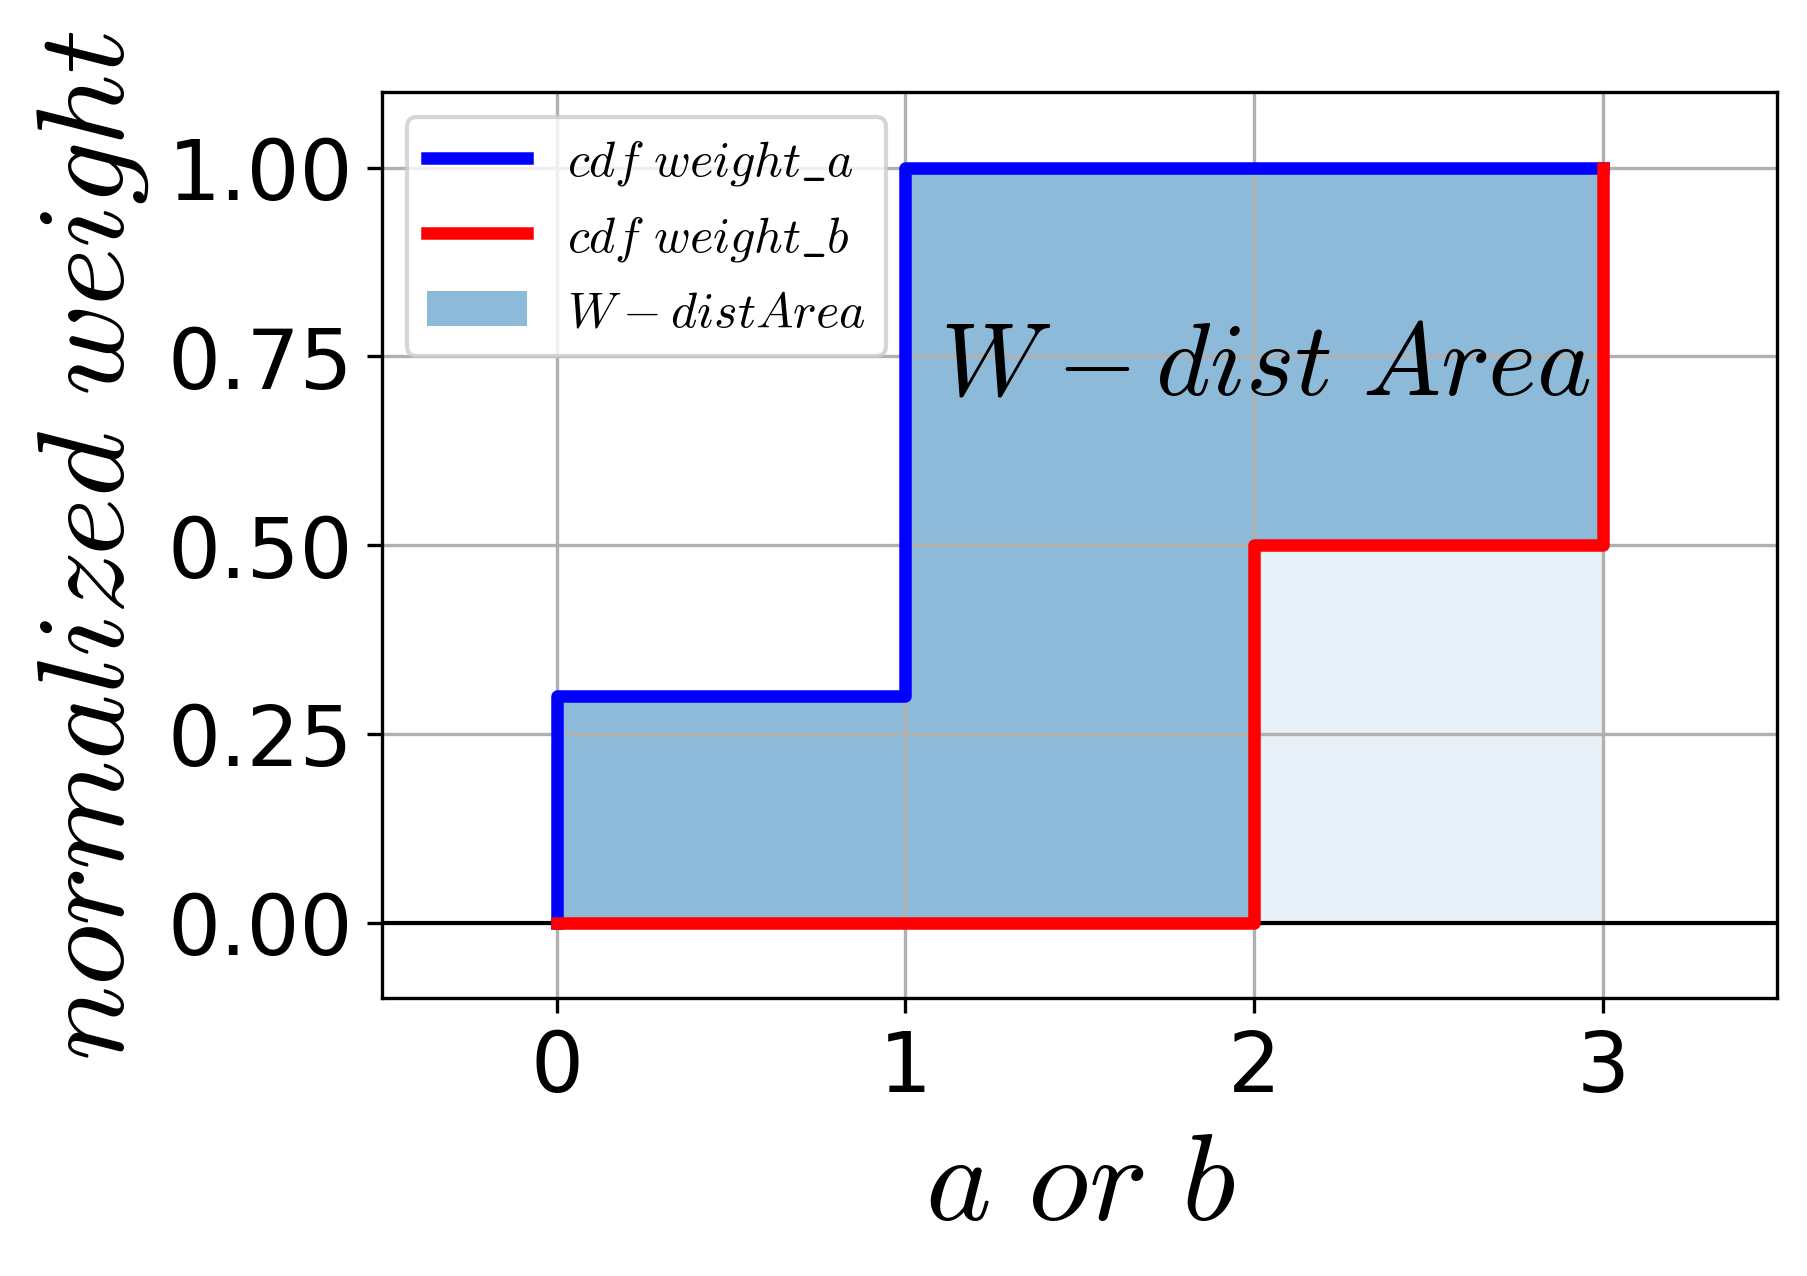 normalized weight
1.00
0.75
0.50
0.25
0.00
cdf weight_a
cdf weight_b
W − distArea
W − dist Area
0 1 2 3
a or b